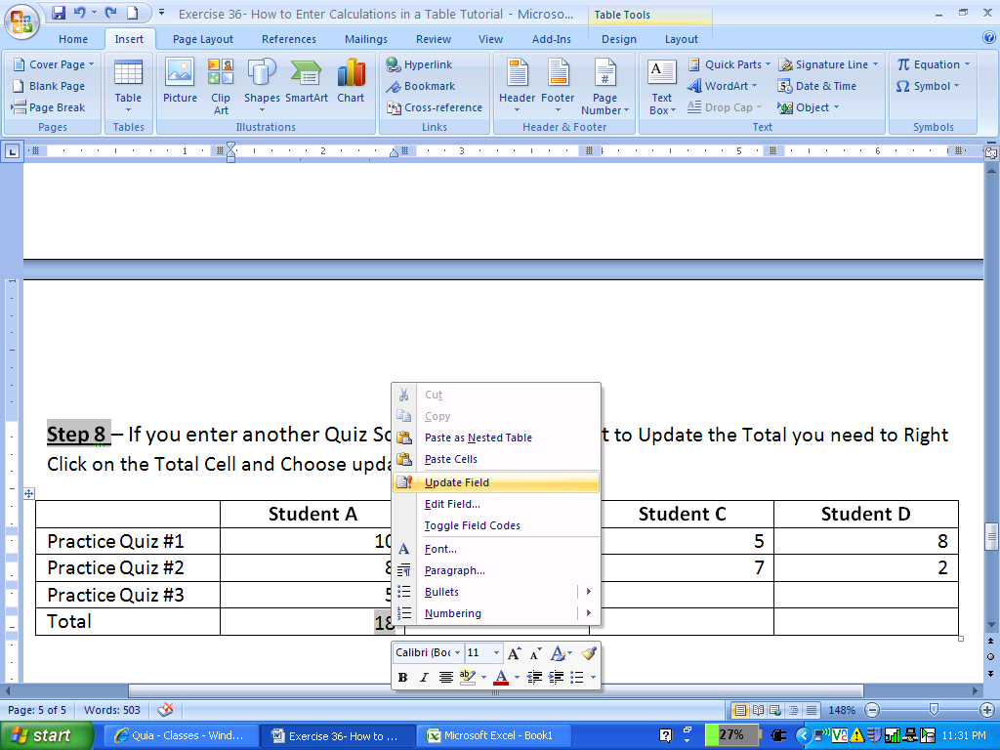 Exercise 36- How to Enter Calculations in a Table Tutorial - Microso...
Table Tools
Home Insert Page Layout References Mailings Review View Add-Ins Design Layout
Cover Page
Blank Page
Page Break
Pages
Table
Tables
Picture
Clip Art
Shapes
SmartArt
Chart
Illustrations
Hyperlink
Bookmark
Cross-reference
Links
Header
Footer
Page Number
Header & Footer
Text Box
Quick Parts
WordArt
Drop Cap
Signature Line
Date & Time
Object
Text
Equation
Symbol
Symbols
1 2 3 5 6
Step 8 – If you enter another Quiz Sc t to Update the Total you need to Right
Click on the Total Cell and Choose upda
Cut
Copy
Paste as Nested Table
Paste Cells
Update Field
Edit Field...
Toggle Field Codes
Font...
Paragraph...
Bullets
Numbering
Student A Student C Student D
Practice Quiz #1 10 5 8
Practice Quiz #2 8 7 2
Practice Quiz #3 5
Total 18
Calibri (Boc 11
Page: 5 of 5 Words: 503 148%
start Quia - Classes - Wind... Exercise 36- How to ... Microsoft Excel - Book1 27% 11:31 PM